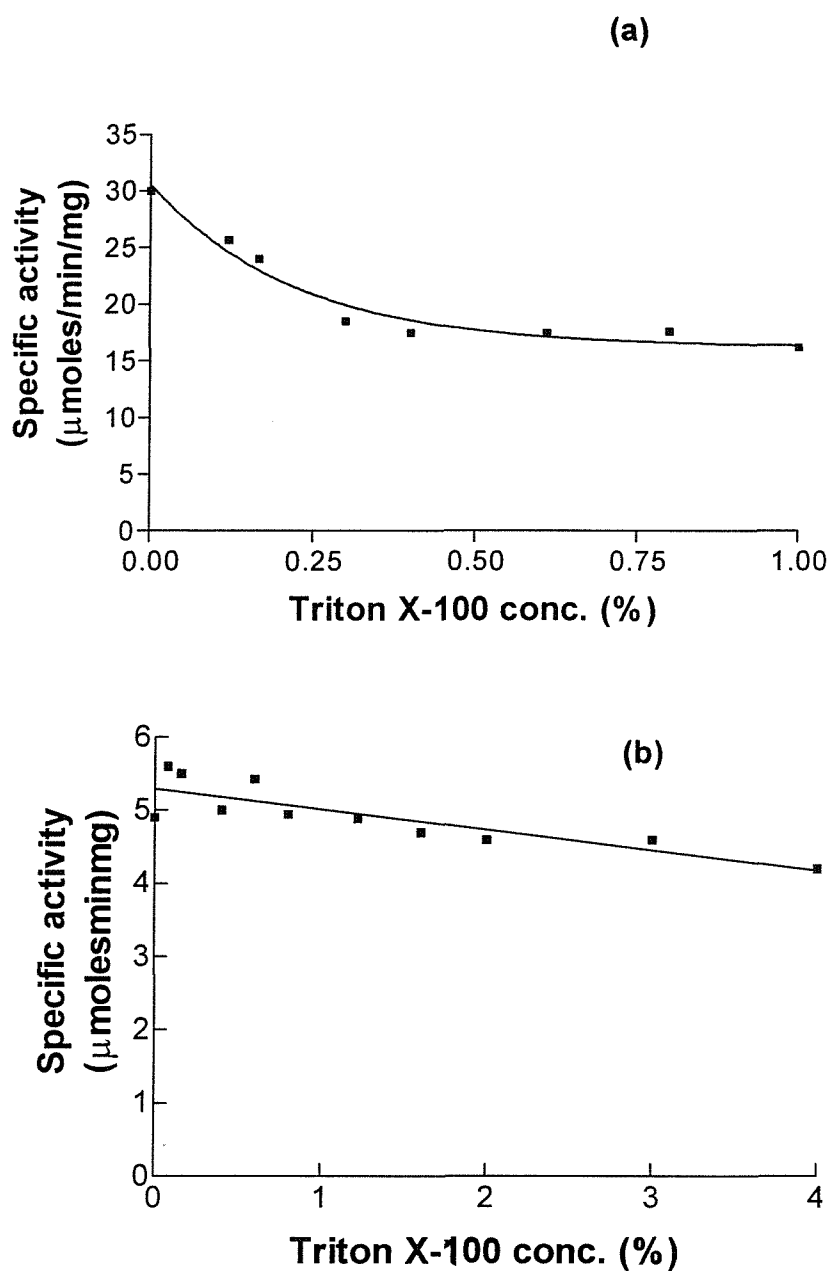 (a)
Specific activity
(μmoles/min/mg)
35
30
25
20
15
10
5
0
0.00 0.25 0.50 0.75 1.00
Triton X-100 conc. (%)
(b)
Specific activity
(μmolesminmg)
6
5
4
3
2
1
0
0 1 2 3 4
Triton X-100 conc. (%)